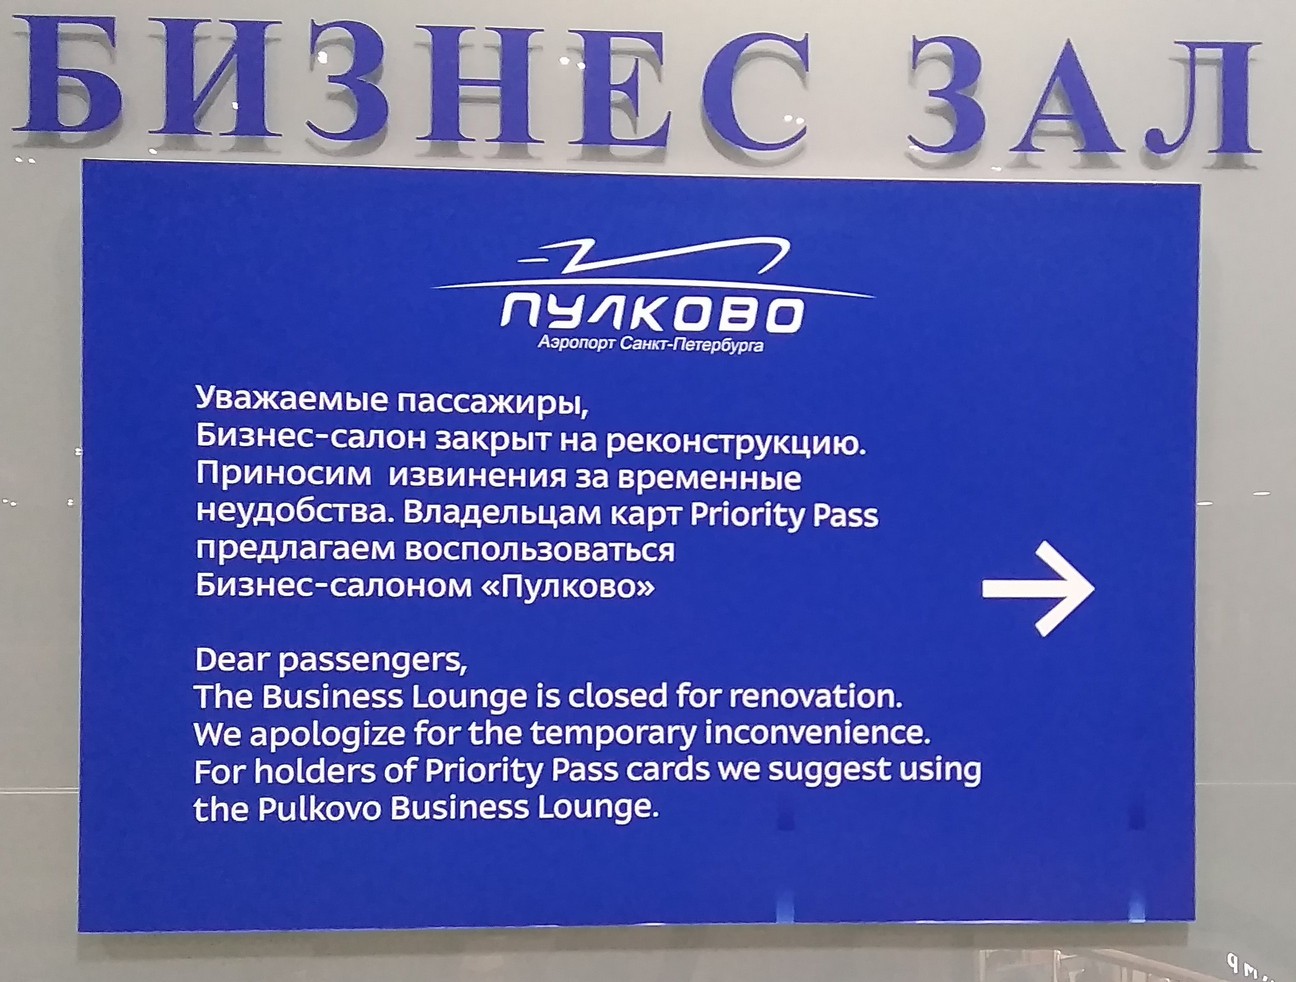 БИЗНЕС ЗАЛ
ПУЛКОВО
Аэропорт Санкт-Петербурга
Уважаемые пассажиры,
Бизнес-салон закрыт на реконструкцию.
Приносим извинения за временные
неудобства. Владельцам карт Priority Pass
предлагаем воспользоваться
Бизнес-салоном «Пулково»
Dear passengers,
The Business Lounge is closed for renovation.
We apologize for the temporary inconvenience.
For holders of Priority Pass cards we suggest using
the Pulkovo Business Lounge.